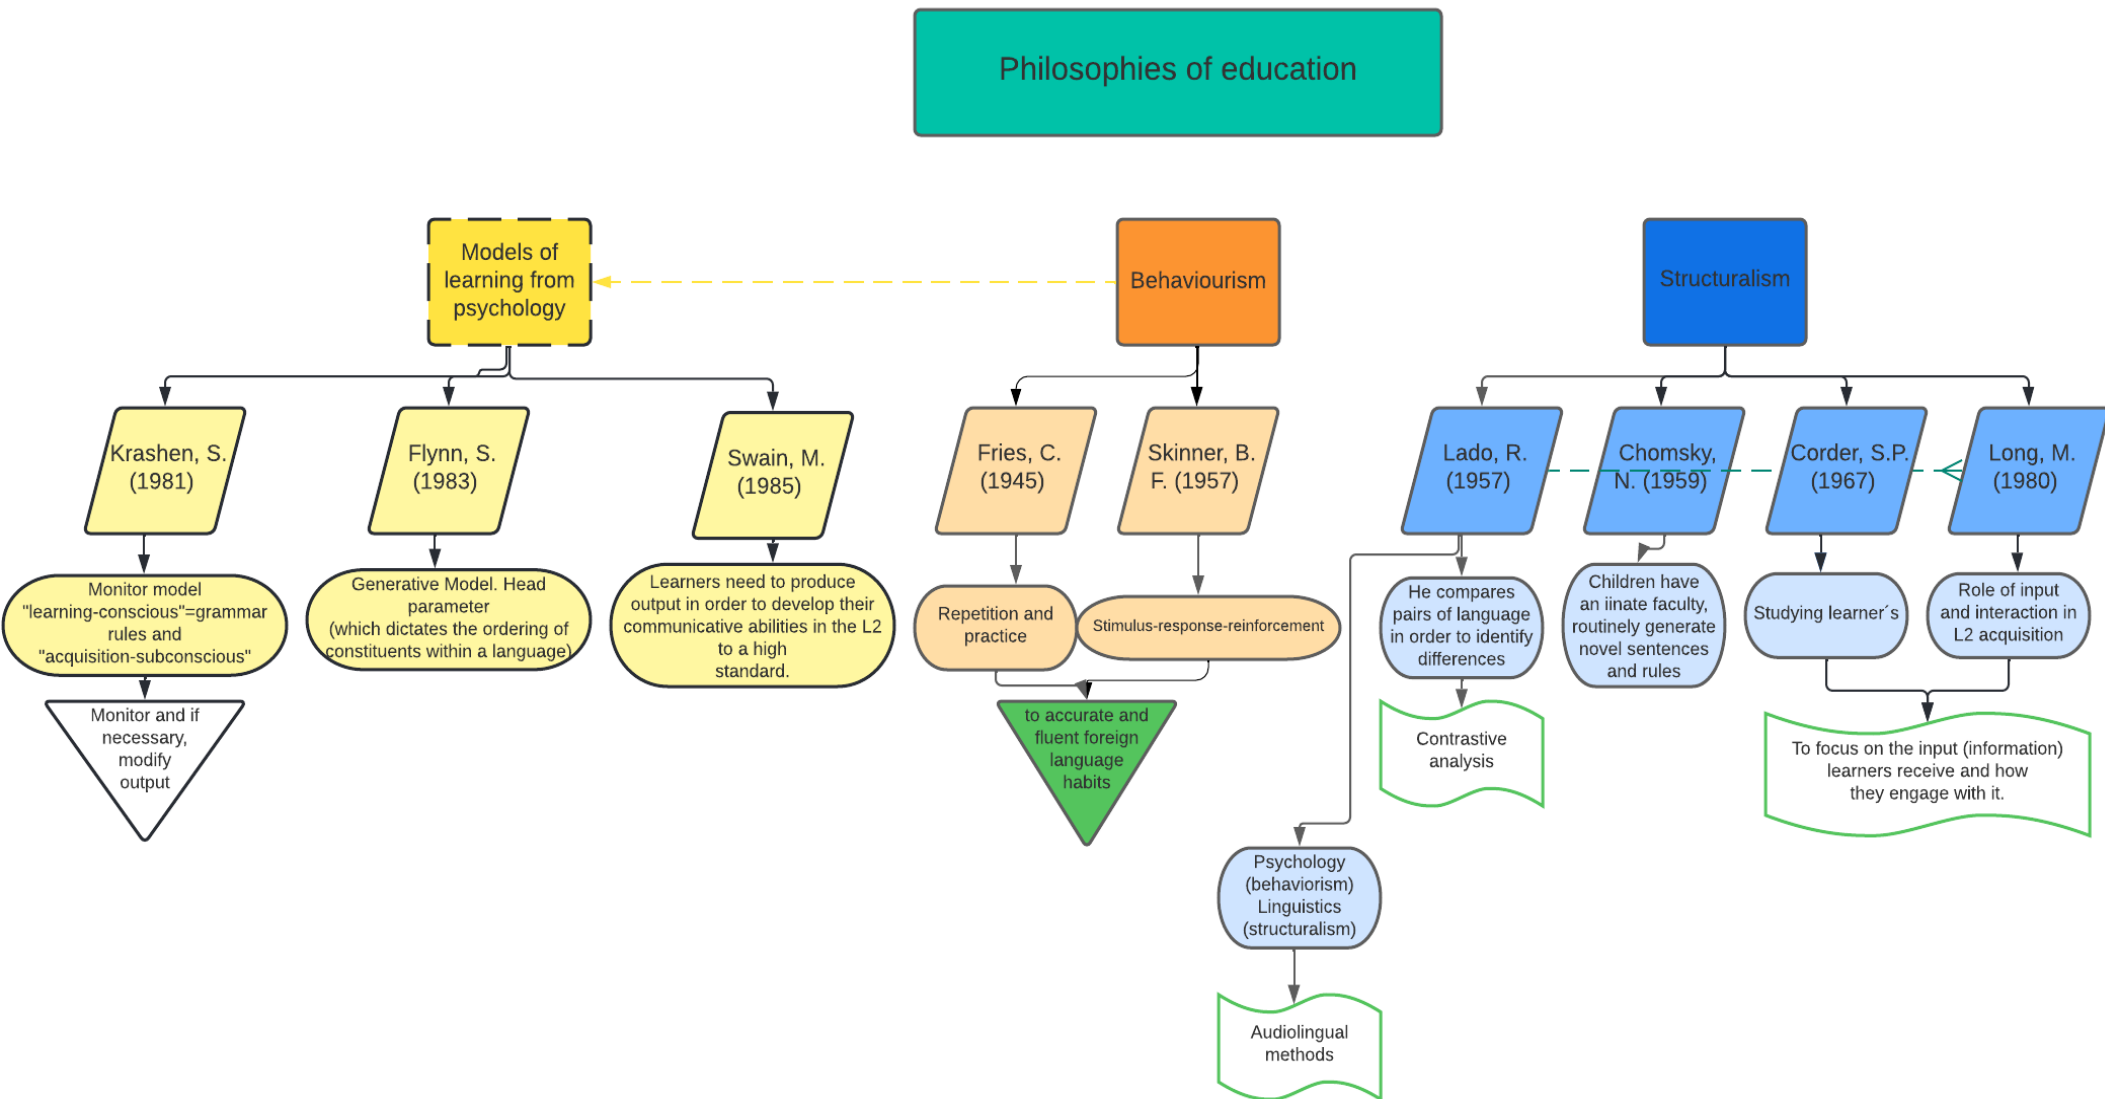 Philosophies of education
Models of
learning from
psychology
Behaviourism
Structuralism
Krashen, S.
(1981)
Flynn, S.
(1983)
Swain, M.
(1985)
Fries, C.
(1945)
Skinner, B.
F. (1957)
Lado, R.
(1957)
Chomsky,
N. (1959)
Corder, S.P.
(1967)
Long, M.
(1980)
Monitor model
"learning-conscious"=grammar
rules and
"acquisition-subconscious"
Generative Model. Head
parameter
(which dictates the ordering of
constituents within a language)
Learners need to produce
output in order to develop their
communicative abilities in the L2
to a high
standard.
Repetition and
practice
Stimulus-response-reinforcement
He compares
pairs of language
in order to identify
differences
Children have
an iinate faculty,
routinely generate
novel sentences
and rules
Studying learner´s
Role of input
and interaction in
L2 acquisition
Monitor and if
necessary,
modify
output
to accurate and
fluent foreign
language
habits
Contrastive
analysis
To focus on the input (information)
learners receive and how
they engage with it.
Psychology
(behaviorism)
Linguistics
(structuralism)
Audiolingual
methods